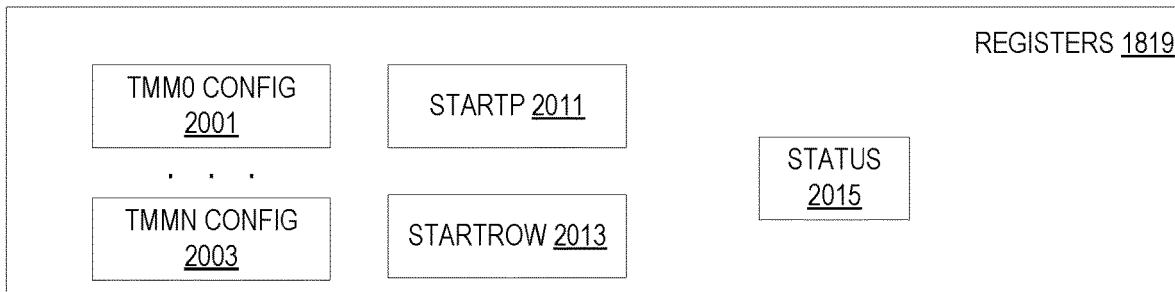 REGISTERS 1819
TMM0 CONFIG
2001
STARTP 2011
STATUS
2015
. . .
TMMN CONFIG
2003
STARTROW 2013